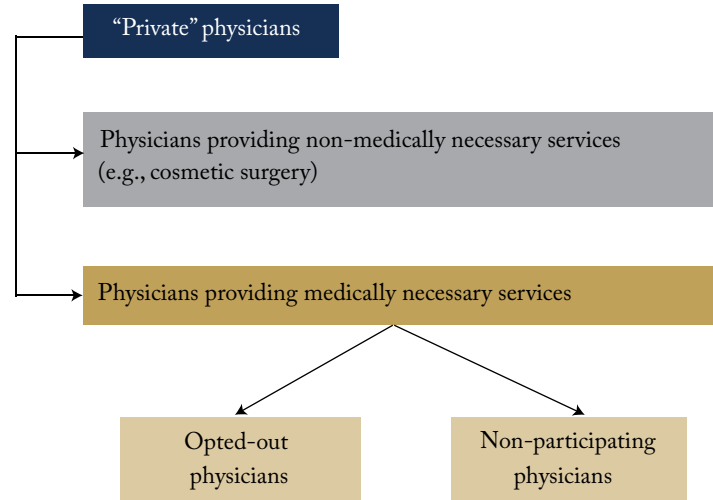 “Private” physicians
Physicians providing non-medically necessary services
(e.g., cosmetic surgery)
Physicians providing medically necessary services
Opted-out
physicians
Non-participating
physicians